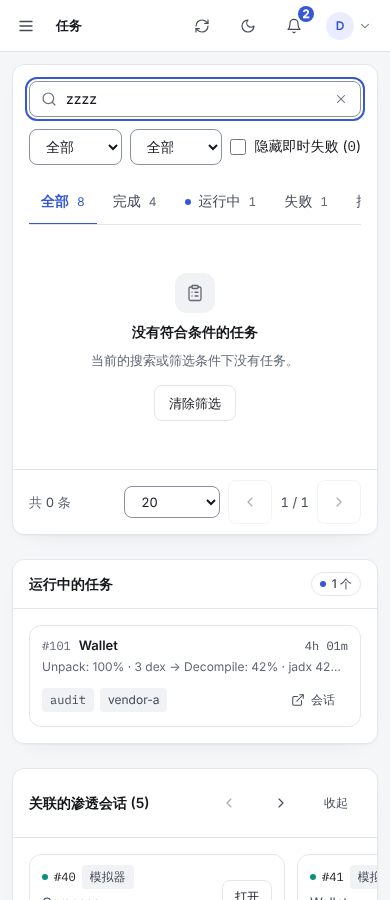 任务
2
D
zzzz
全部 全部 隐藏即时失败 (0)
全部 8 完成 4 运行中 1 失败 1
没有符合条件的任务
当前的搜索或筛选条件下没有任务。
清除筛选
共 0 条 20 1 / 1
运行中的任务 1 个
#101 Wallet 4h 01m
Unpack: 100% · 3 dex → Decompile: 42% · jadx 42...
audit vendor-a 会话
关联的渗透会话 (5) 收起
#40 模拟器 #41
打开